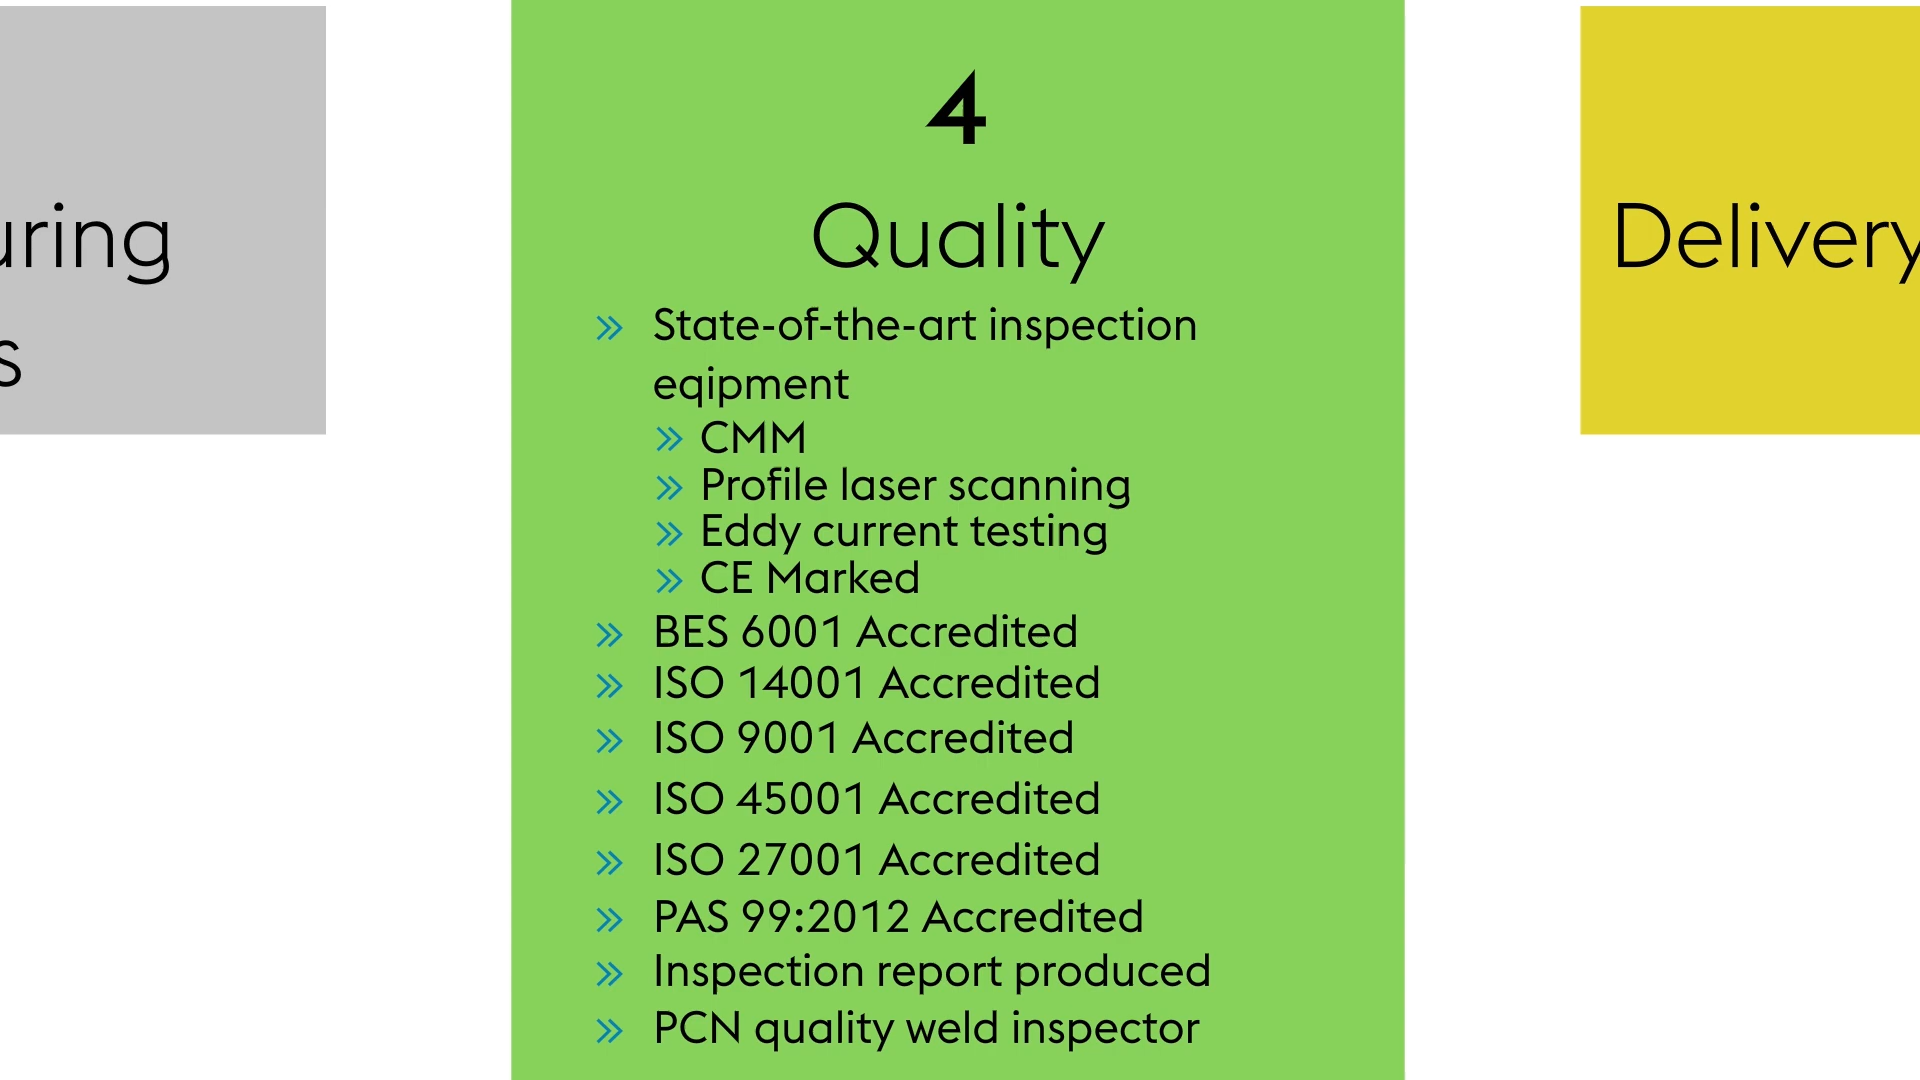 uring
s
4
Quality
» State-of-the-art inspection
eqipment
» CMM
» Profile laser scanning
» Eddy current testing
» CE Marked
» BES 6001 Accredited
» ISO 14001 Accredited
» ISO 9001 Accredited
» ISO 45001 Accredited
» ISO 27001 Accredited
» PAS 99:2012 Accredited
» Inspection report produced
» PCN quality weld inspector
Delivery